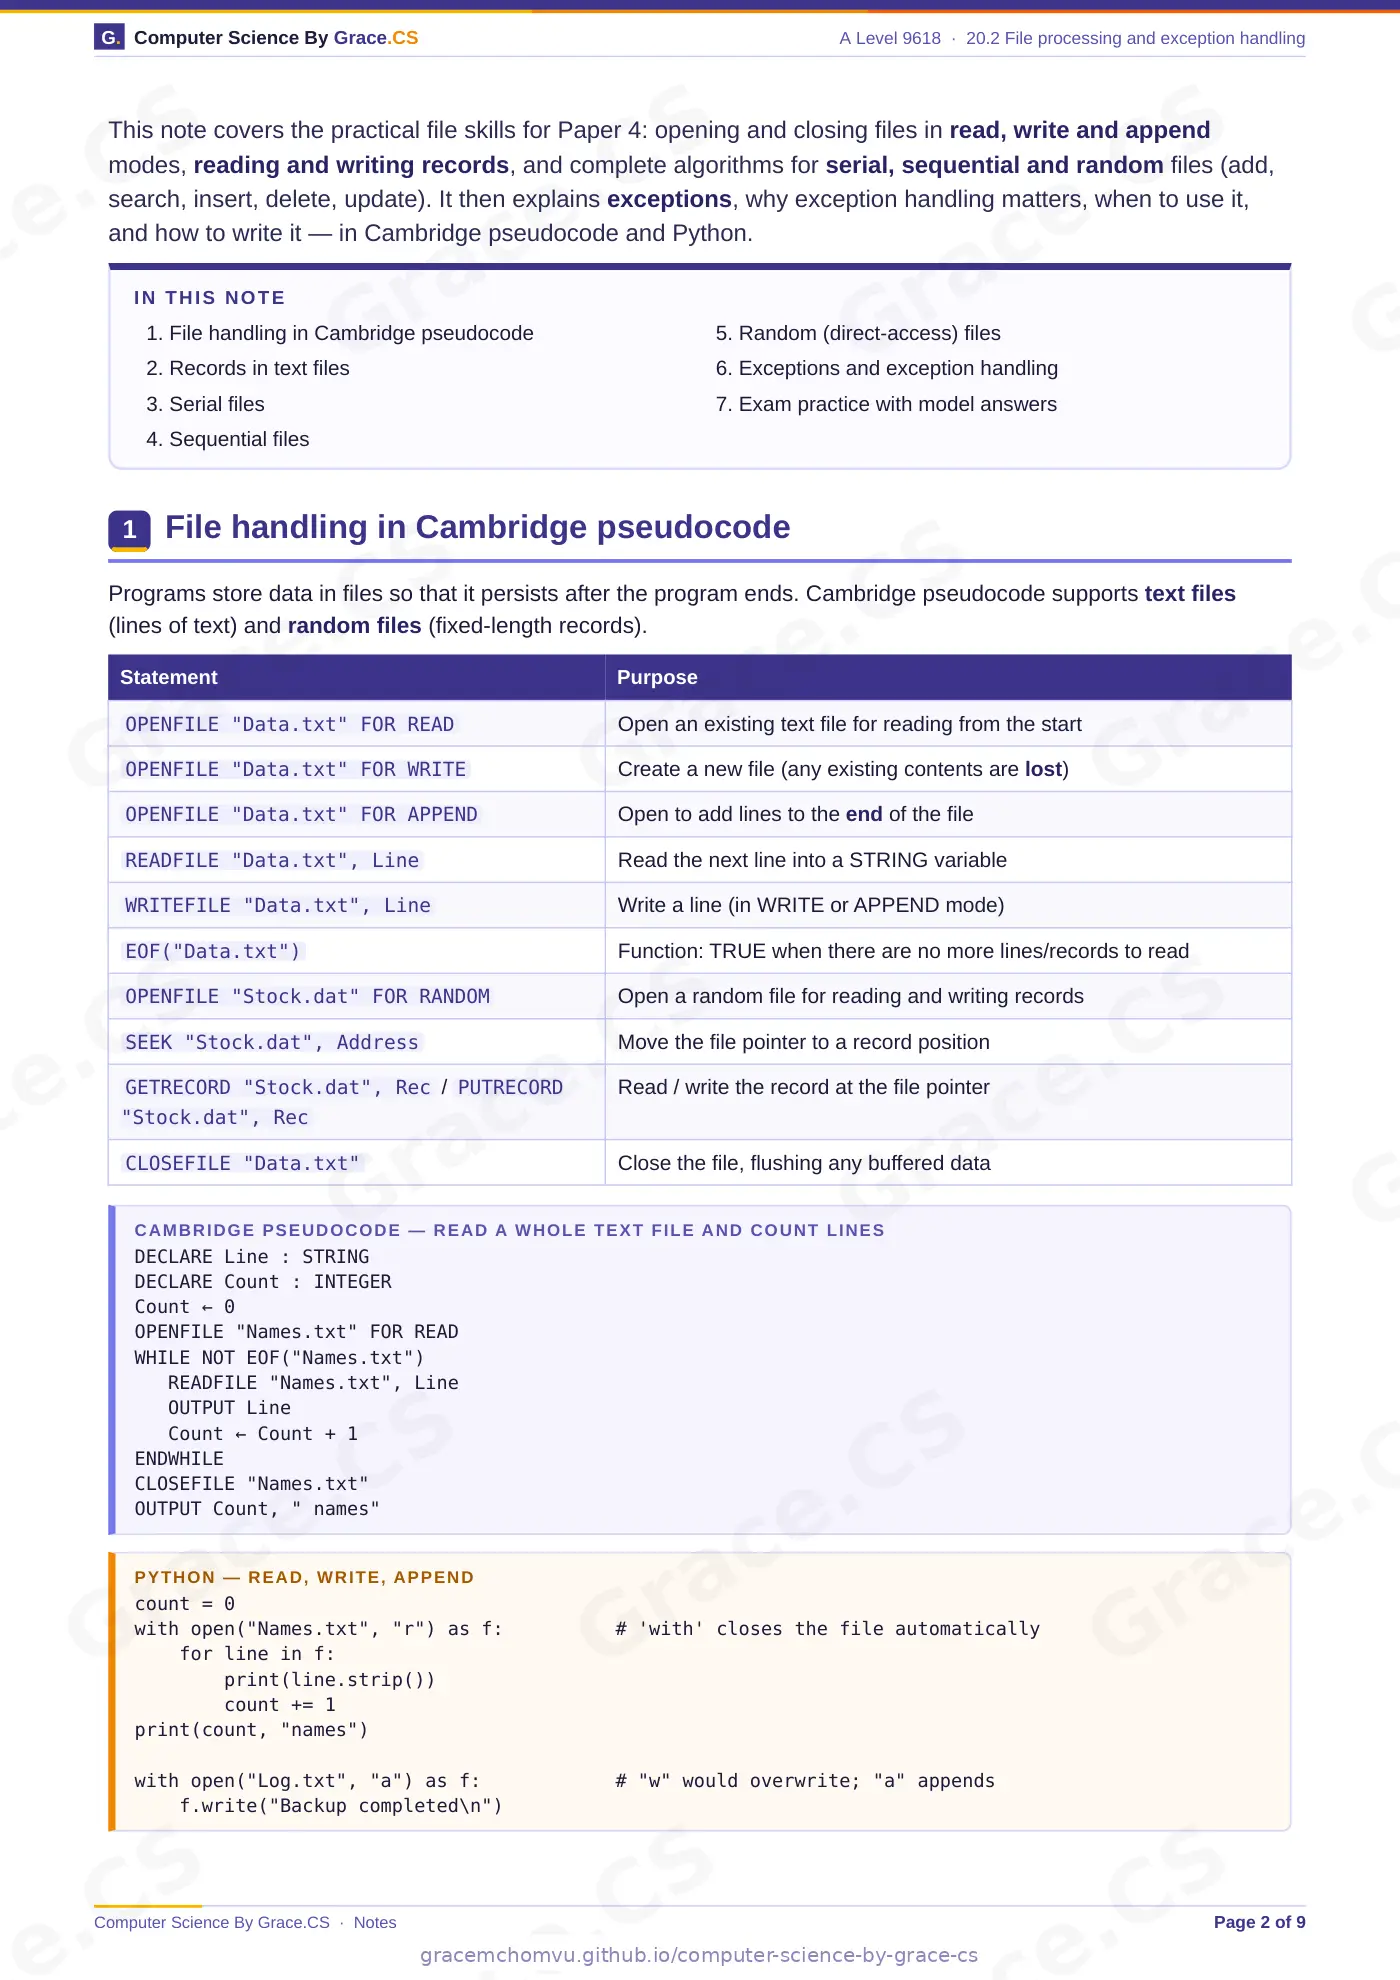 G. Computer Science By Grace.CS
A Level 9618 · 20.2 File processing and exception handling
This note covers the practical file skills for Paper 4: opening and closing files in read, write and append
modes, reading and writing records, and complete algorithms for serial, sequential and random files (add,
search, insert, delete, update). It then explains exceptions, why exception handling matters, when to use it,
and how to write it — in Cambridge pseudocode and Python.
IN THIS NOTE
1. File handling in Cambridge pseudocode
2. Records in text files
3. Serial files
4. Sequential files
5. Random (direct-access) files
6. Exceptions and exception handling
7. Exam practice with model answers
1 File handling in Cambridge pseudocode
Programs store data in files so that it persists after the program ends. Cambridge pseudocode supports text files
(lines of text) and random files (fixed-length records).
Statement Purpose
OPENFILE "Data.txt" FOR READ Open an existing text file for reading from the start
OPENFILE "Data.txt" FOR WRITE Create a new file (any existing contents are lost)
OPENFILE "Data.txt" FOR APPEND Open to add lines to the end of the file
READFILE "Data.txt", Line Read the next line into a STRING variable
WRITEFILE "Data.txt", Line Write a line (in WRITE or APPEND mode)
EOF("Data.txt") Function: TRUE when there are no more lines/records to read
OPENFILE "Stock.dat" FOR RANDOM Open a random file for reading and writing records
SEEK "Stock.dat", Address Move the file pointer to a record position
GETRECORD "Stock.dat", Rec / PUTRECORD Read / write the record at the file pointer
"Stock.dat", Rec
CLOSEFILE "Data.txt" Close the file, flushing any buffered data
CAMBRIDGE PSEUDOCODE — READ A WHOLE TEXT FILE AND COUNT LINES
DECLARE Line : STRING
DECLARE Count : INTEGER
Count ← 0
OPENFILE "Names.txt" FOR READ
WHILE NOT EOF("Names.txt")
   READFILE "Names.txt", Line
   OUTPUT Line
   Count ← Count + 1
ENDWHILE
CLOSEFILE "Names.txt"
OUTPUT Count, " names"
PYTHON — READ, WRITE, APPEND
count = 0
with open("Names.txt", "r") as f:          # 'with' closes the file automatically
    for line in f:
        print(line.strip())
        count += 1
print(count, "names")
with open("Log.txt", "a") as f:            # "w" would overwrite; "a" appends
    f.write("Backup completed\n")
Computer Science By Grace.CS · Notes
Page 2 of 9
gracemchomvu.github.io/computer-science-by-grace-cs